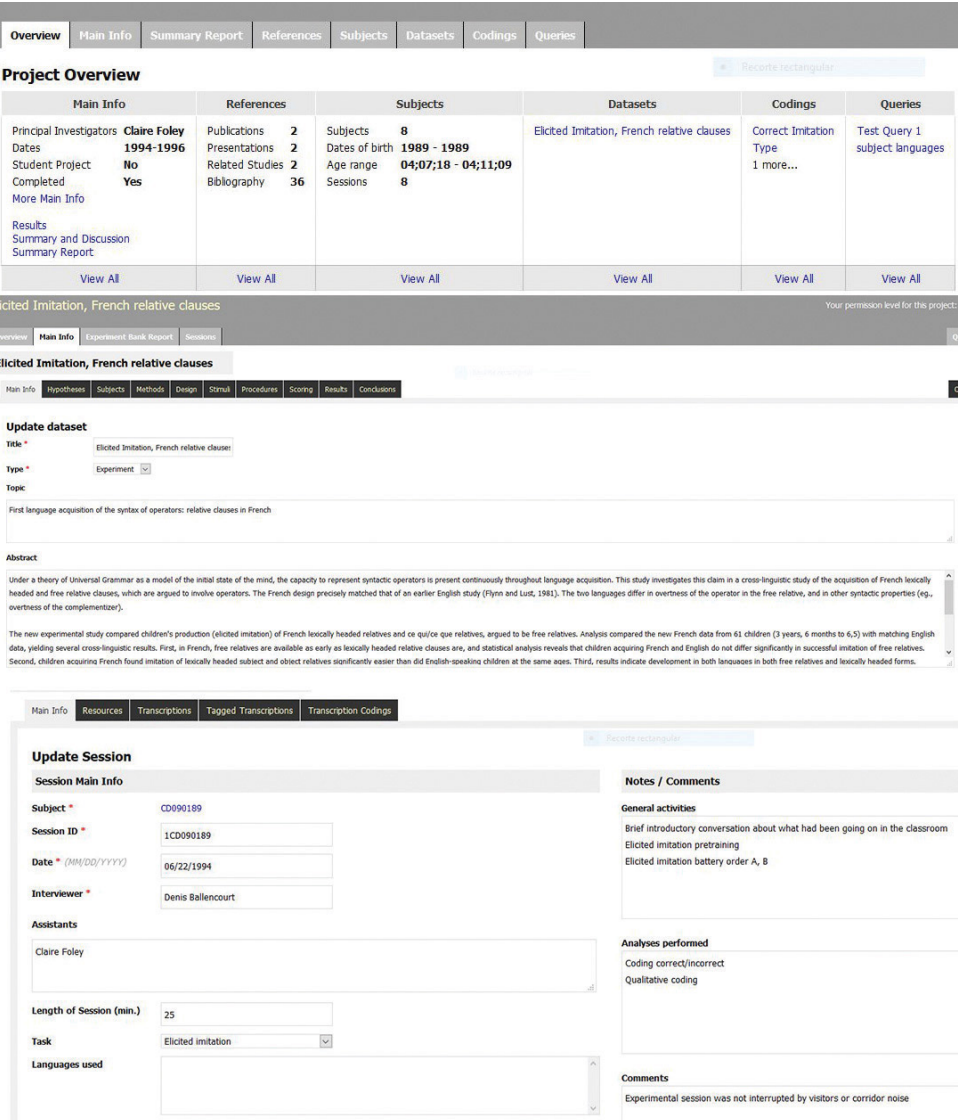 Overview Main Info Summary Report References Subjects Datasets Codings Queries
Recorte rectangular
Project Overview
Main Info References Subjects Datasets Codings Queries
Principal Investigators Claire Foley Publications 2 Subjects 8 Elicited Imitation, French relative clauses Correct Imitation Test Query 1
Dates 1994-1996 Presentations 2 Dates of birth 1989 - 1989 Type subject languages
Student Project No Related Studies 2 Age range 04;07;18 - 04;11;09 1 more...
Completed Yes Bibliography 36 Sessions 8
More Main Info
Results
Summary and Discussion
Summary Report
View All View All View All View All View All View All
icited Imitation, French relative clauses Your permission level for this project:
verview Main Info Experiment Bank Report Sessions Q
Elicited Imitation, French relative clauses
Main Info Hypotheses Subjects Methods Design Stimuli Procedures Scoring Results Conclusions
Update dataset
Title * Elicited Imitation, French relative clauses
Type * Experiment
Topic
First language acquisition of the syntax of operators: relative clauses in French
Abstract
Under a theory of Universal Grammar as a model of the initial state of the mind, the capacity to represent syntactic operators is present continuously throughout language acquisition. This study investigates this claim in a cross-linguistic study of the acquisition of French lexically
headed and free relative clauses, which are argued to involve operators. The French design precisely matched that of an earlier English study (Flynn and Lust, 1981). The two languages differ in overtness of the operator in the free relative, and in other syntactic properties (eg.,
overtness of the complementizer).
The new experimental study compared children's production (elicited imitation) of French lexically headed relatives and ce qui/ce que relatives, argued to be free relatives. Analysis compared the new French data from 61 children (3 years, 6 months to 6,5) with matching English
data, yielding several cross-linguistic results. First, in French, free relatives are available as early as lexically headed relative clauses are, and statistical analysis reveals that children acquiring French and English do not differ significantly in successful imitation of free relatives.
Second, children acquiring French found imitation of lexically headed subject and object relatives significantly easier than did English-speaking children at the same ages. Third, results indicate development in both languages in both free relatives and lexically headed forms.
Main Info Resources Transcriptions Tagged Transcriptions Transcription Codings
Recorte rectangular
Update Session
Session Main Info
Subject * CD090189
Session ID * 1CD090189
Date * (MM/DD/YYYY) 06/22/1994
Interviewer * Denis Ballencourt
Assistants
Claire Foley
Length of Session (min.) 25
Task Elicited imitation
Languages used
Notes / Comments
General activities
Brief introductory conversation about what had been going on in the classroom
Elicited imitation pretraining
Elicited imitation battery order A, B
Analyses performed
Coding correct/incorrect
Qualitative coding
Comments
Experimental session was not interrupted by visitors or corridor noise